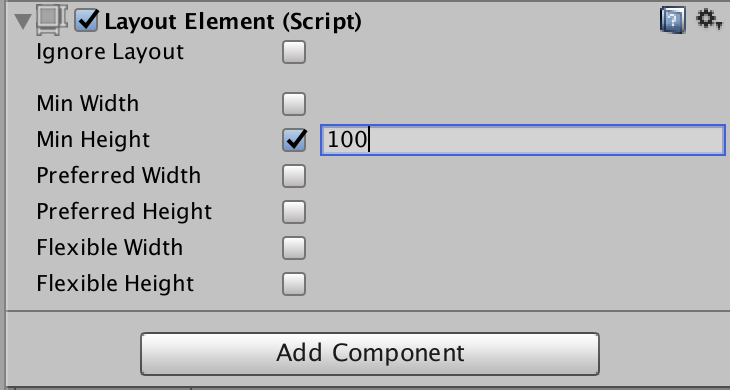 Layout Element (Script)
Ignore Layout
Min Width
Min Height 100
Preferred Width
Preferred Height
Flexible Width
Flexible Height
Add Component